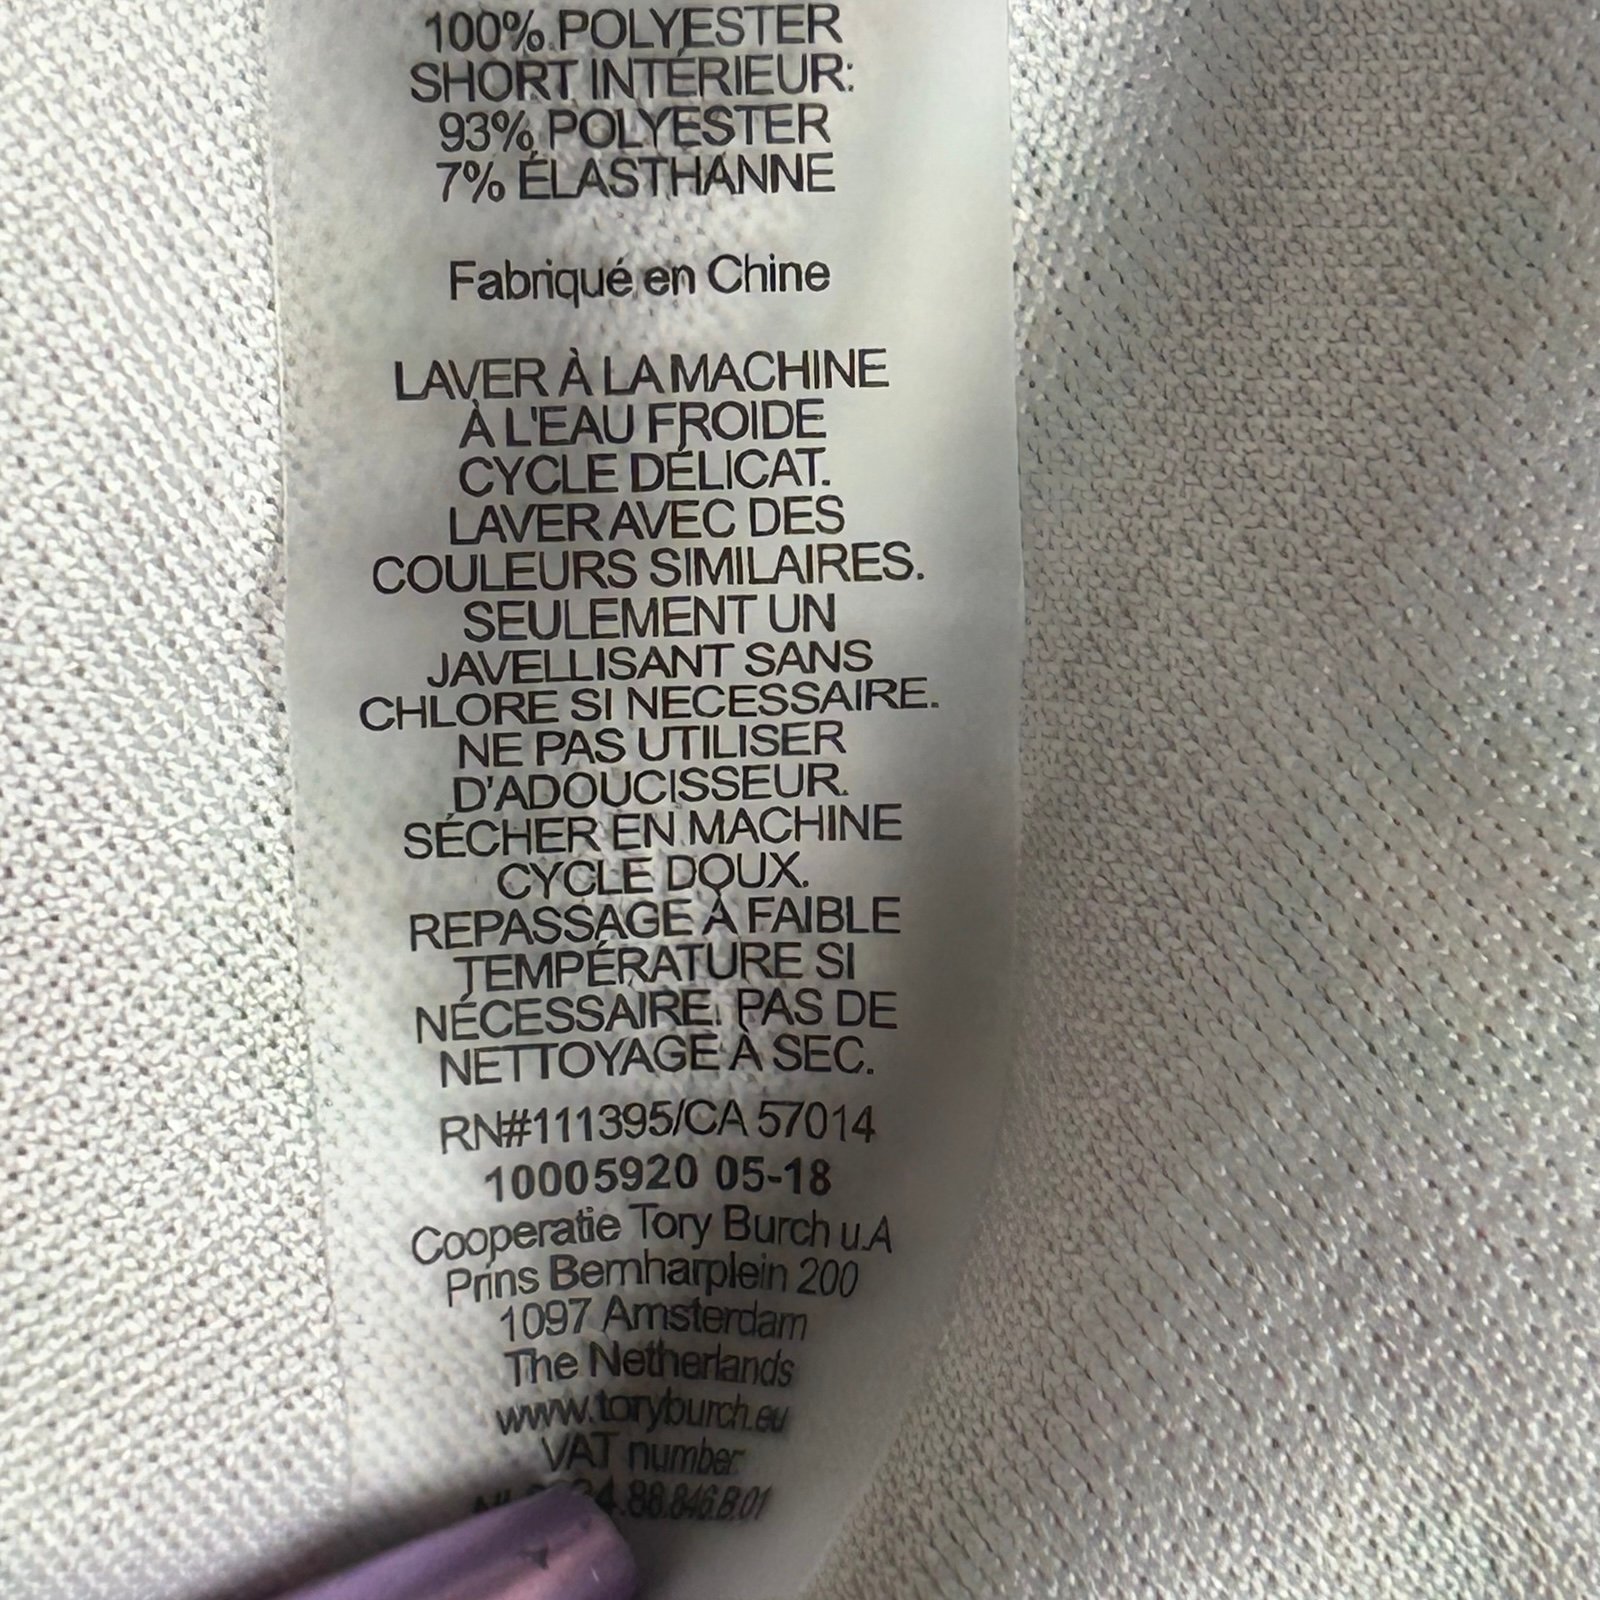 100% POLYESTER
SHORT INTÉRIEUR:
93% POLYESTER
7% ÉLASTHANNE
Fabriqué en Chine
LAVER À LA MACHINE
À L'EAU FROIDE
CYCLE DÉLICAT.
LAVER AVEC DES
COULEURS SIMILAIRES.
SEULEMENT UN
JAVELLISANT SANS
CHLORE SI NECESSAIRE.
NE PAS UTILISER
D'ADOUCISSEUR.
SÉCHER EN MACHINE
CYCLE DOUX.
REPASSAGE À FAIBLE
TEMPÉRATURE SI
NÉCESSAIRE. PAS DE
NETTOYAGE À SEC.
RN#111395/CA 57014
10005920 05-18
Cooperatie Tory Burch u.A
Prins Bernharplein 200
1097 Amsterdam
The Netherlands
www.toryburch.eu
VAT number: